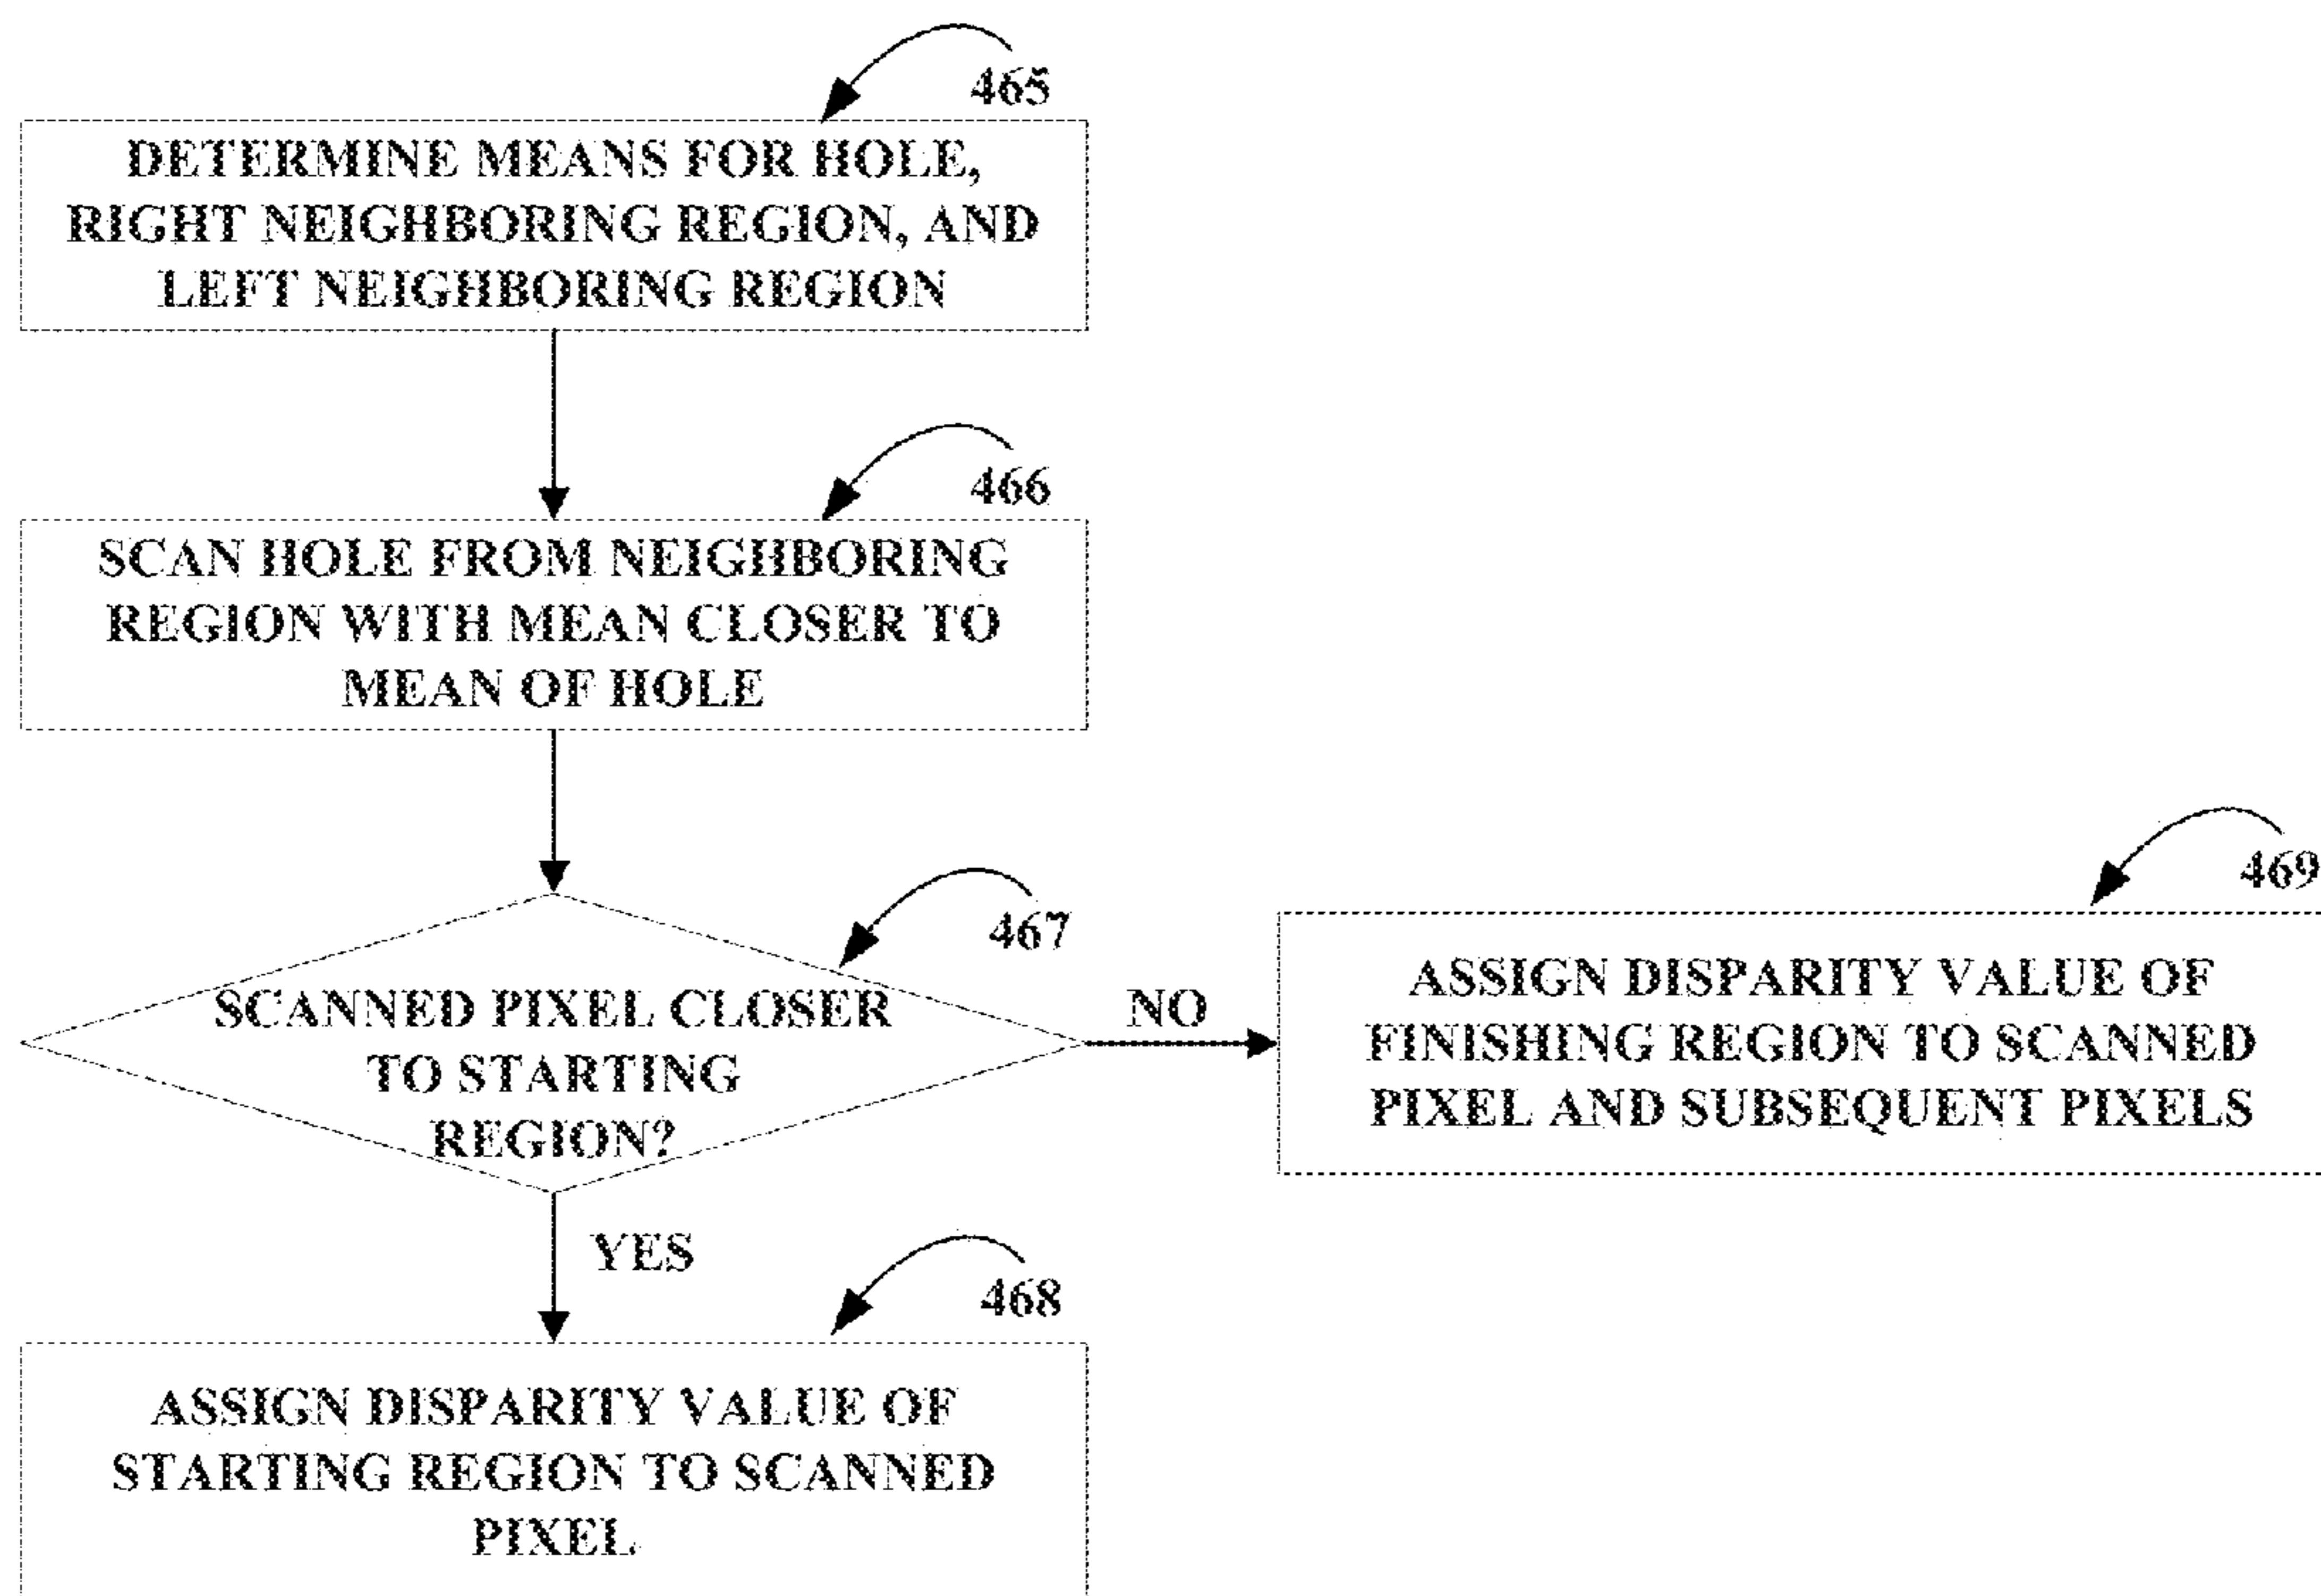 465
DETERMINE MEANS FOR HOLE,
RIGHT NEIGHBORING REGION, AND
LEFT NEIGHBORING REGION
466
SCAN HOLE FROM NEIGHBORING
REGION WITH MEAN CLOSER TO
MEAN OF HOLE
467
SCANNED PIXEL CLOSER
TO STARTING
REGION?
NO
469
ASSIGN DISPARITY VALUE OF
FINISHING REGION TO SCANNED
PIXEL AND SUBSEQUENT PIXELS
YES
468
ASSIGN DISPARITY VALUE OF
STARTING REGION TO SCANNED
PIXEL